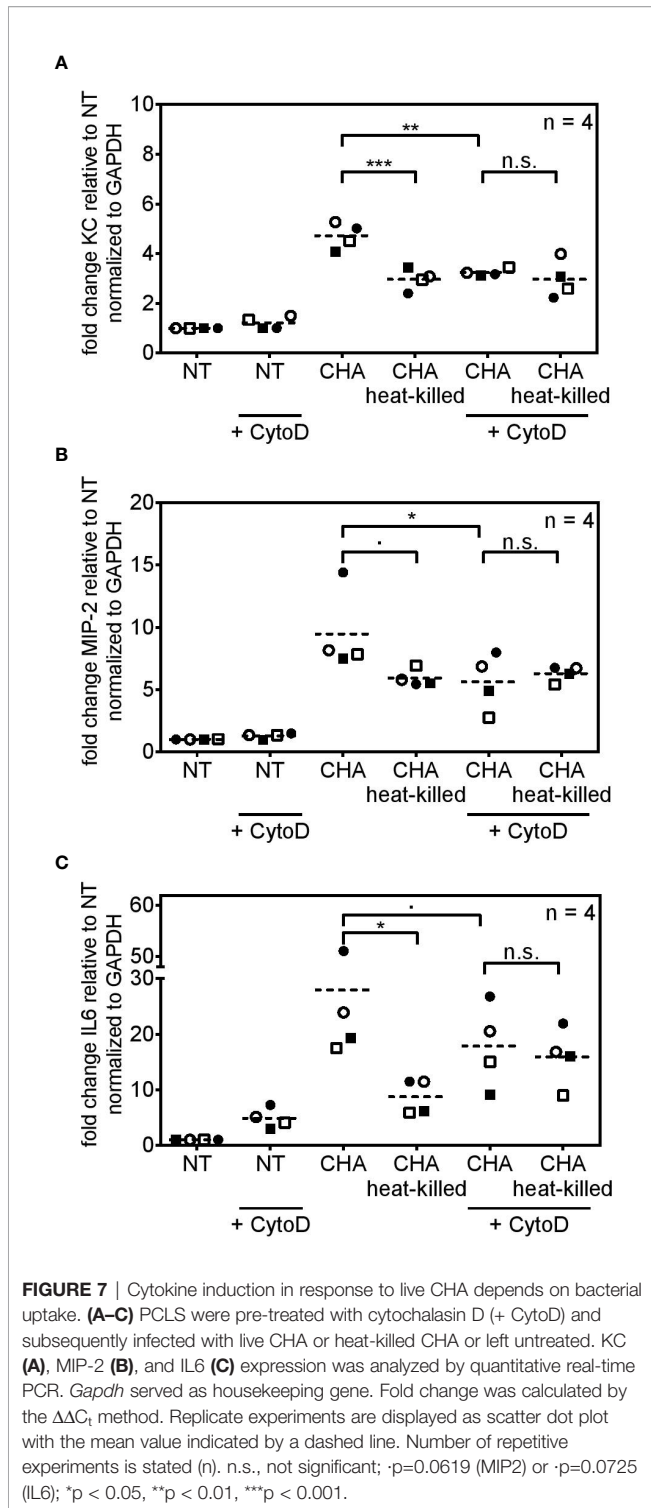 A
fold change KC relative to NT
normalized to GAPDH
10
8
6
4
2
0
n = 4
**
***
n.s.
NT
NT
CHA
CHA
heat-killed
CHA
CHA
heat-killed
+ CytoD
+ CytoD
B
fold change MIP-2 relative to NT
normalized to GAPDH
20
15
10
5
0
n = 4
*
·
n.s.
NT
NT
CHA
CHA
heat-killed
CHA
CHA
heat-killed
+ CytoD
+ CytoD
C
fold change IL6 relative to NT
normalized to GAPDH
60
50
30
20
10
0
n = 4
·
*
n.s.
NT
NT
CHA
CHA
heat-killed
CHA
CHA
heat-killed
+ CytoD
+ CytoD
FIGURE 7 | Cytokine induction in response to live CHA depends on bacterial
uptake. (A–C) PCLS were pre-treated with cytochalasin D (+ CytoD) and
subsequently infected with live CHA or heat-killed CHA or left untreated. KC
(A), MIP-2 (B), and IL6 (C) expression was analyzed by quantitative real-time
PCR. Gapdh served as housekeeping gene. Fold change was calculated by
the ΔΔCt method. Replicate experiments are displayed as scatter dot plot
with the mean value indicated by a dashed line. Number of repetitive
experiments is stated (n). n.s., not significant; ·p=0.0619 (MIP2) or ·p=0.0725
(IL6); *p < 0.05, **p < 0.01, ***p < 0.001.